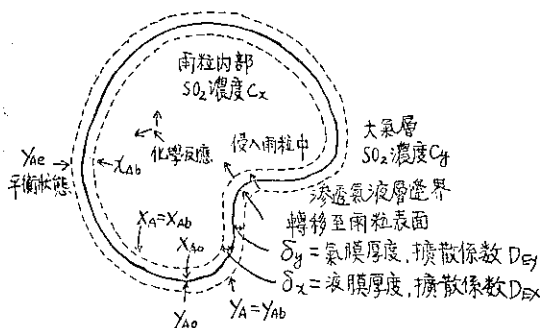 雨粒内部
SO₂濃度Cx
大氣層
SO₂濃度Cy
侵入雨粒中
化學反應
yAe
平衡狀態
xAb
滲透氣液層邊界
轉移至雨粒表面
xA=xAb
xAo
δy=氣膜厚度,擴散係數DEy
δx=液膜厚度,擴散係數DEx
yA=yAb
yAo